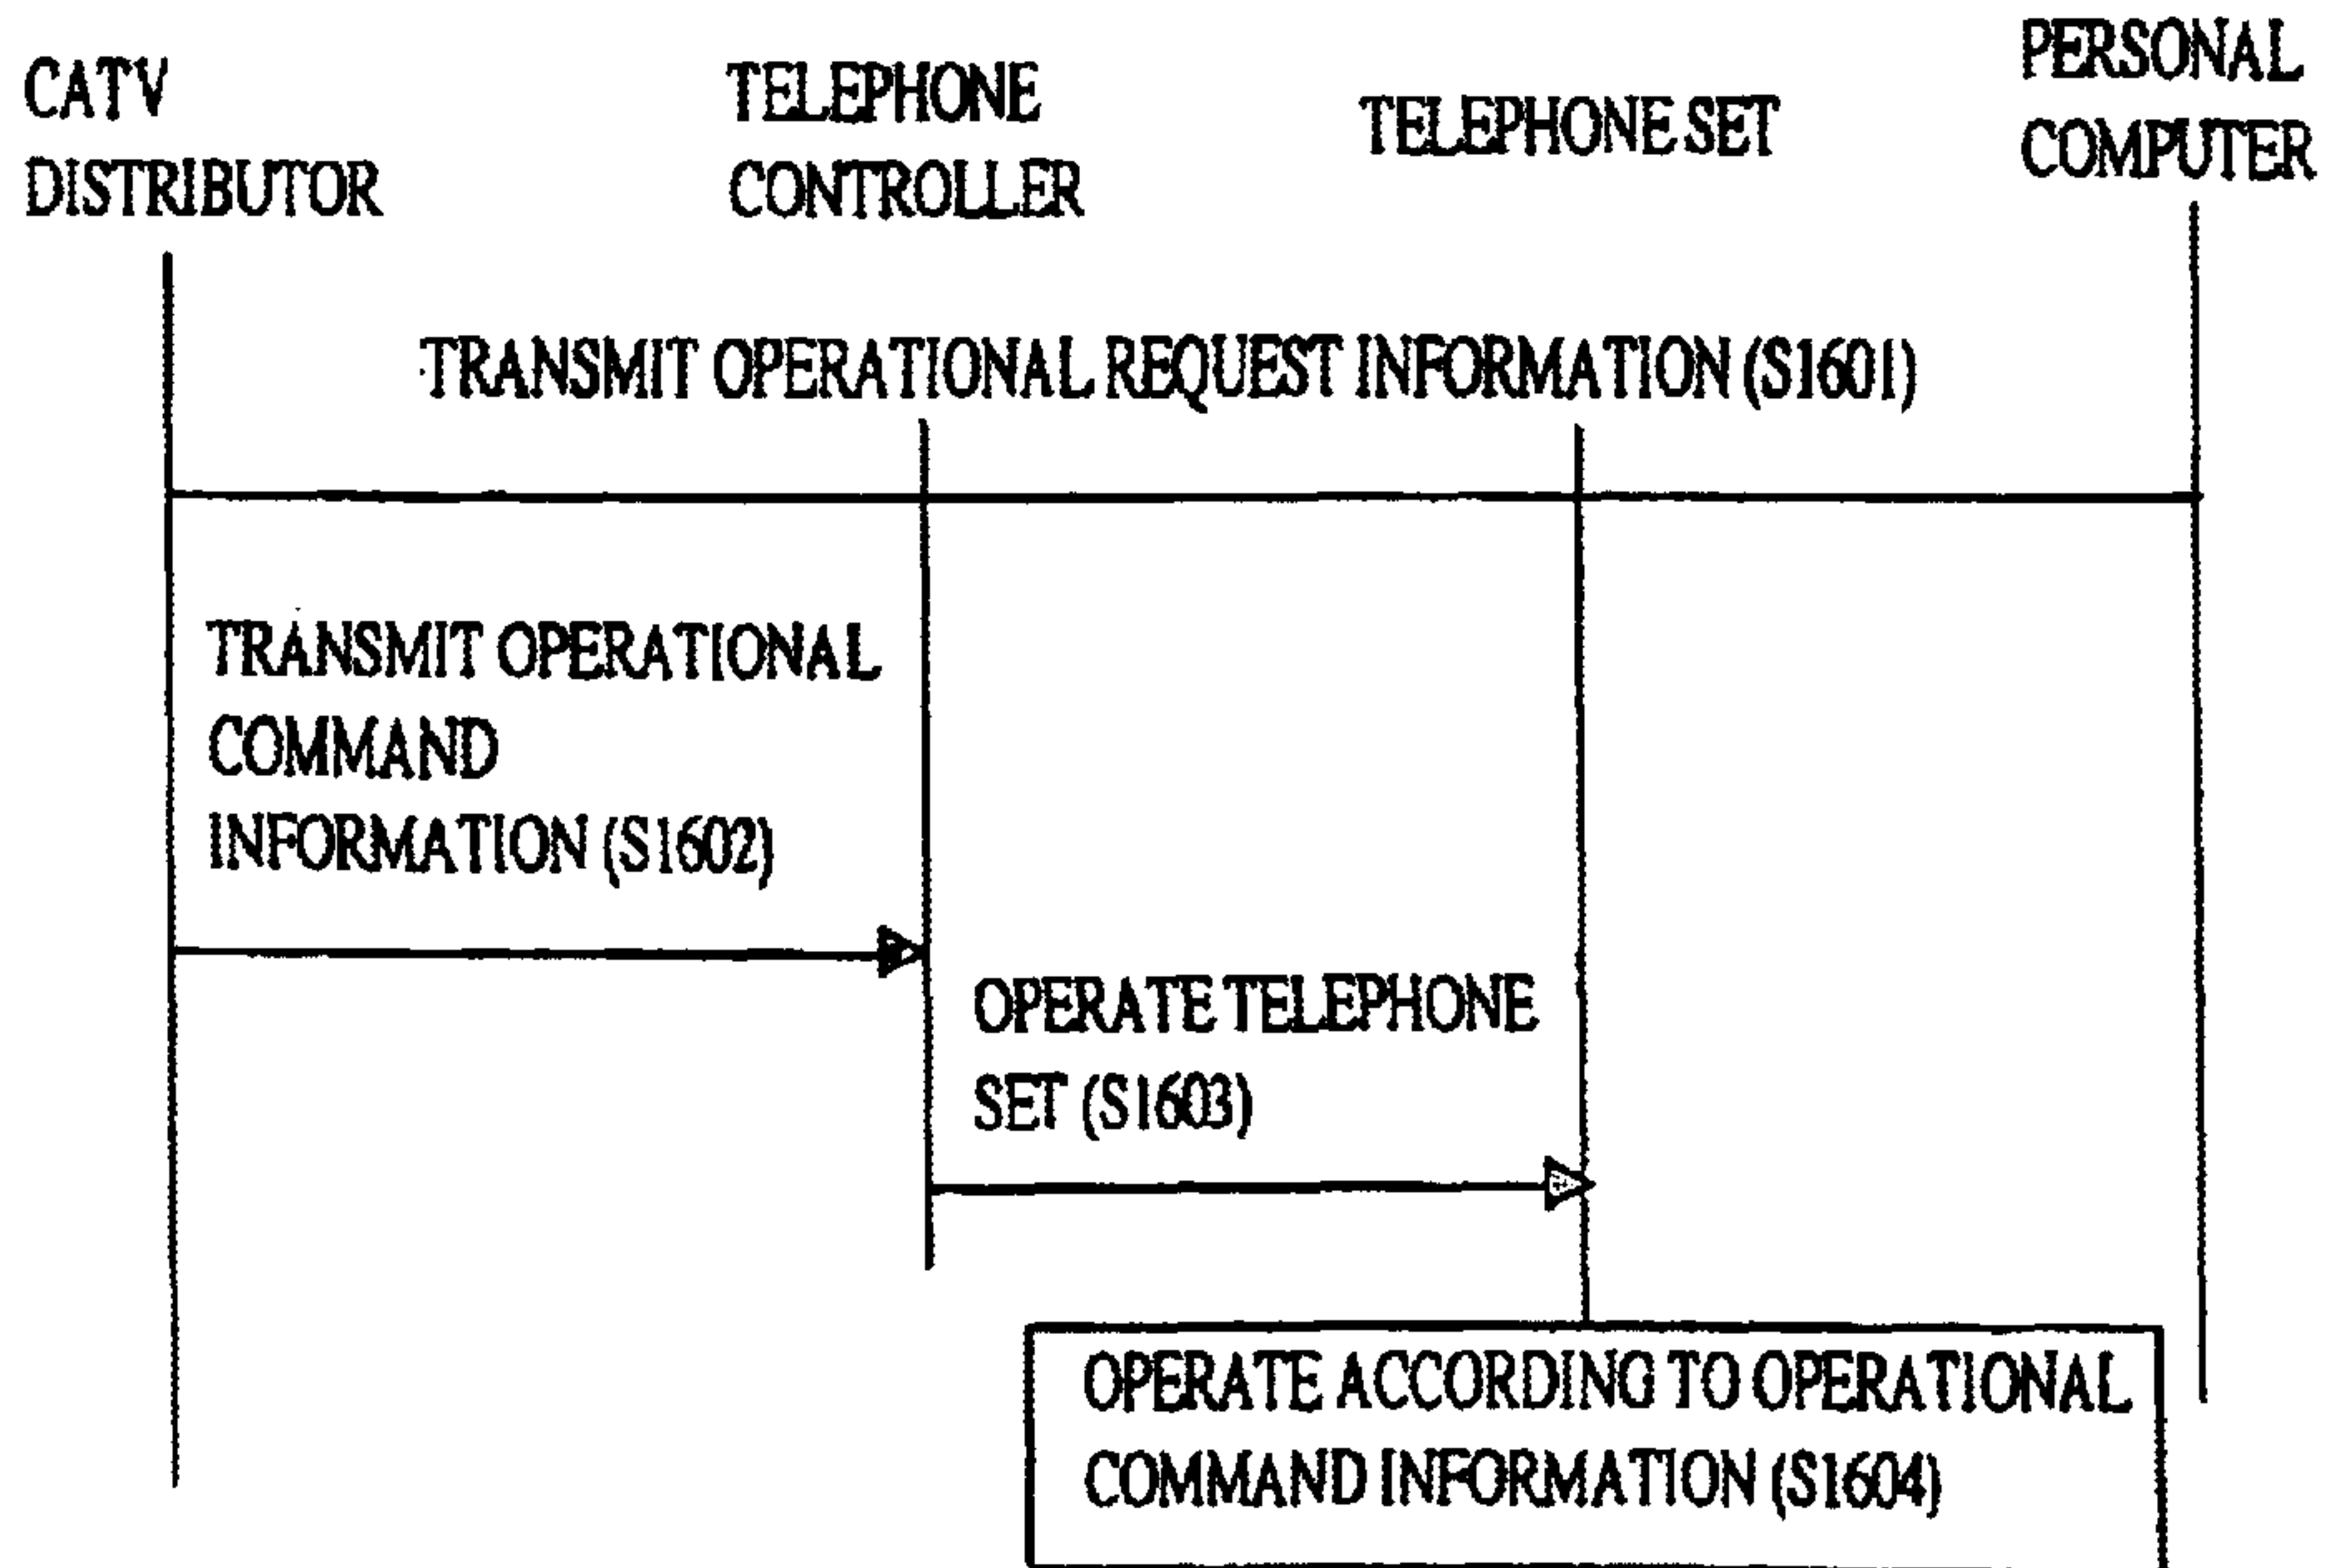 CATV
DISTRIBUTOR
TELEPHONE
CONTROLLER
TELEPHONE SET
PERSONAL
COMPUTER
TRANSMIT OPERATIONAL REQUEST INFORMATION (S1601)
TRANSMIT OPERATIONAL
COMMAND
INFORMATION (S1602)
OPERATE TELEPHONE
SET (S1603)
OPERATE ACCORDING TO OPERATIONAL
COMMAND INFORMATION (S1604)